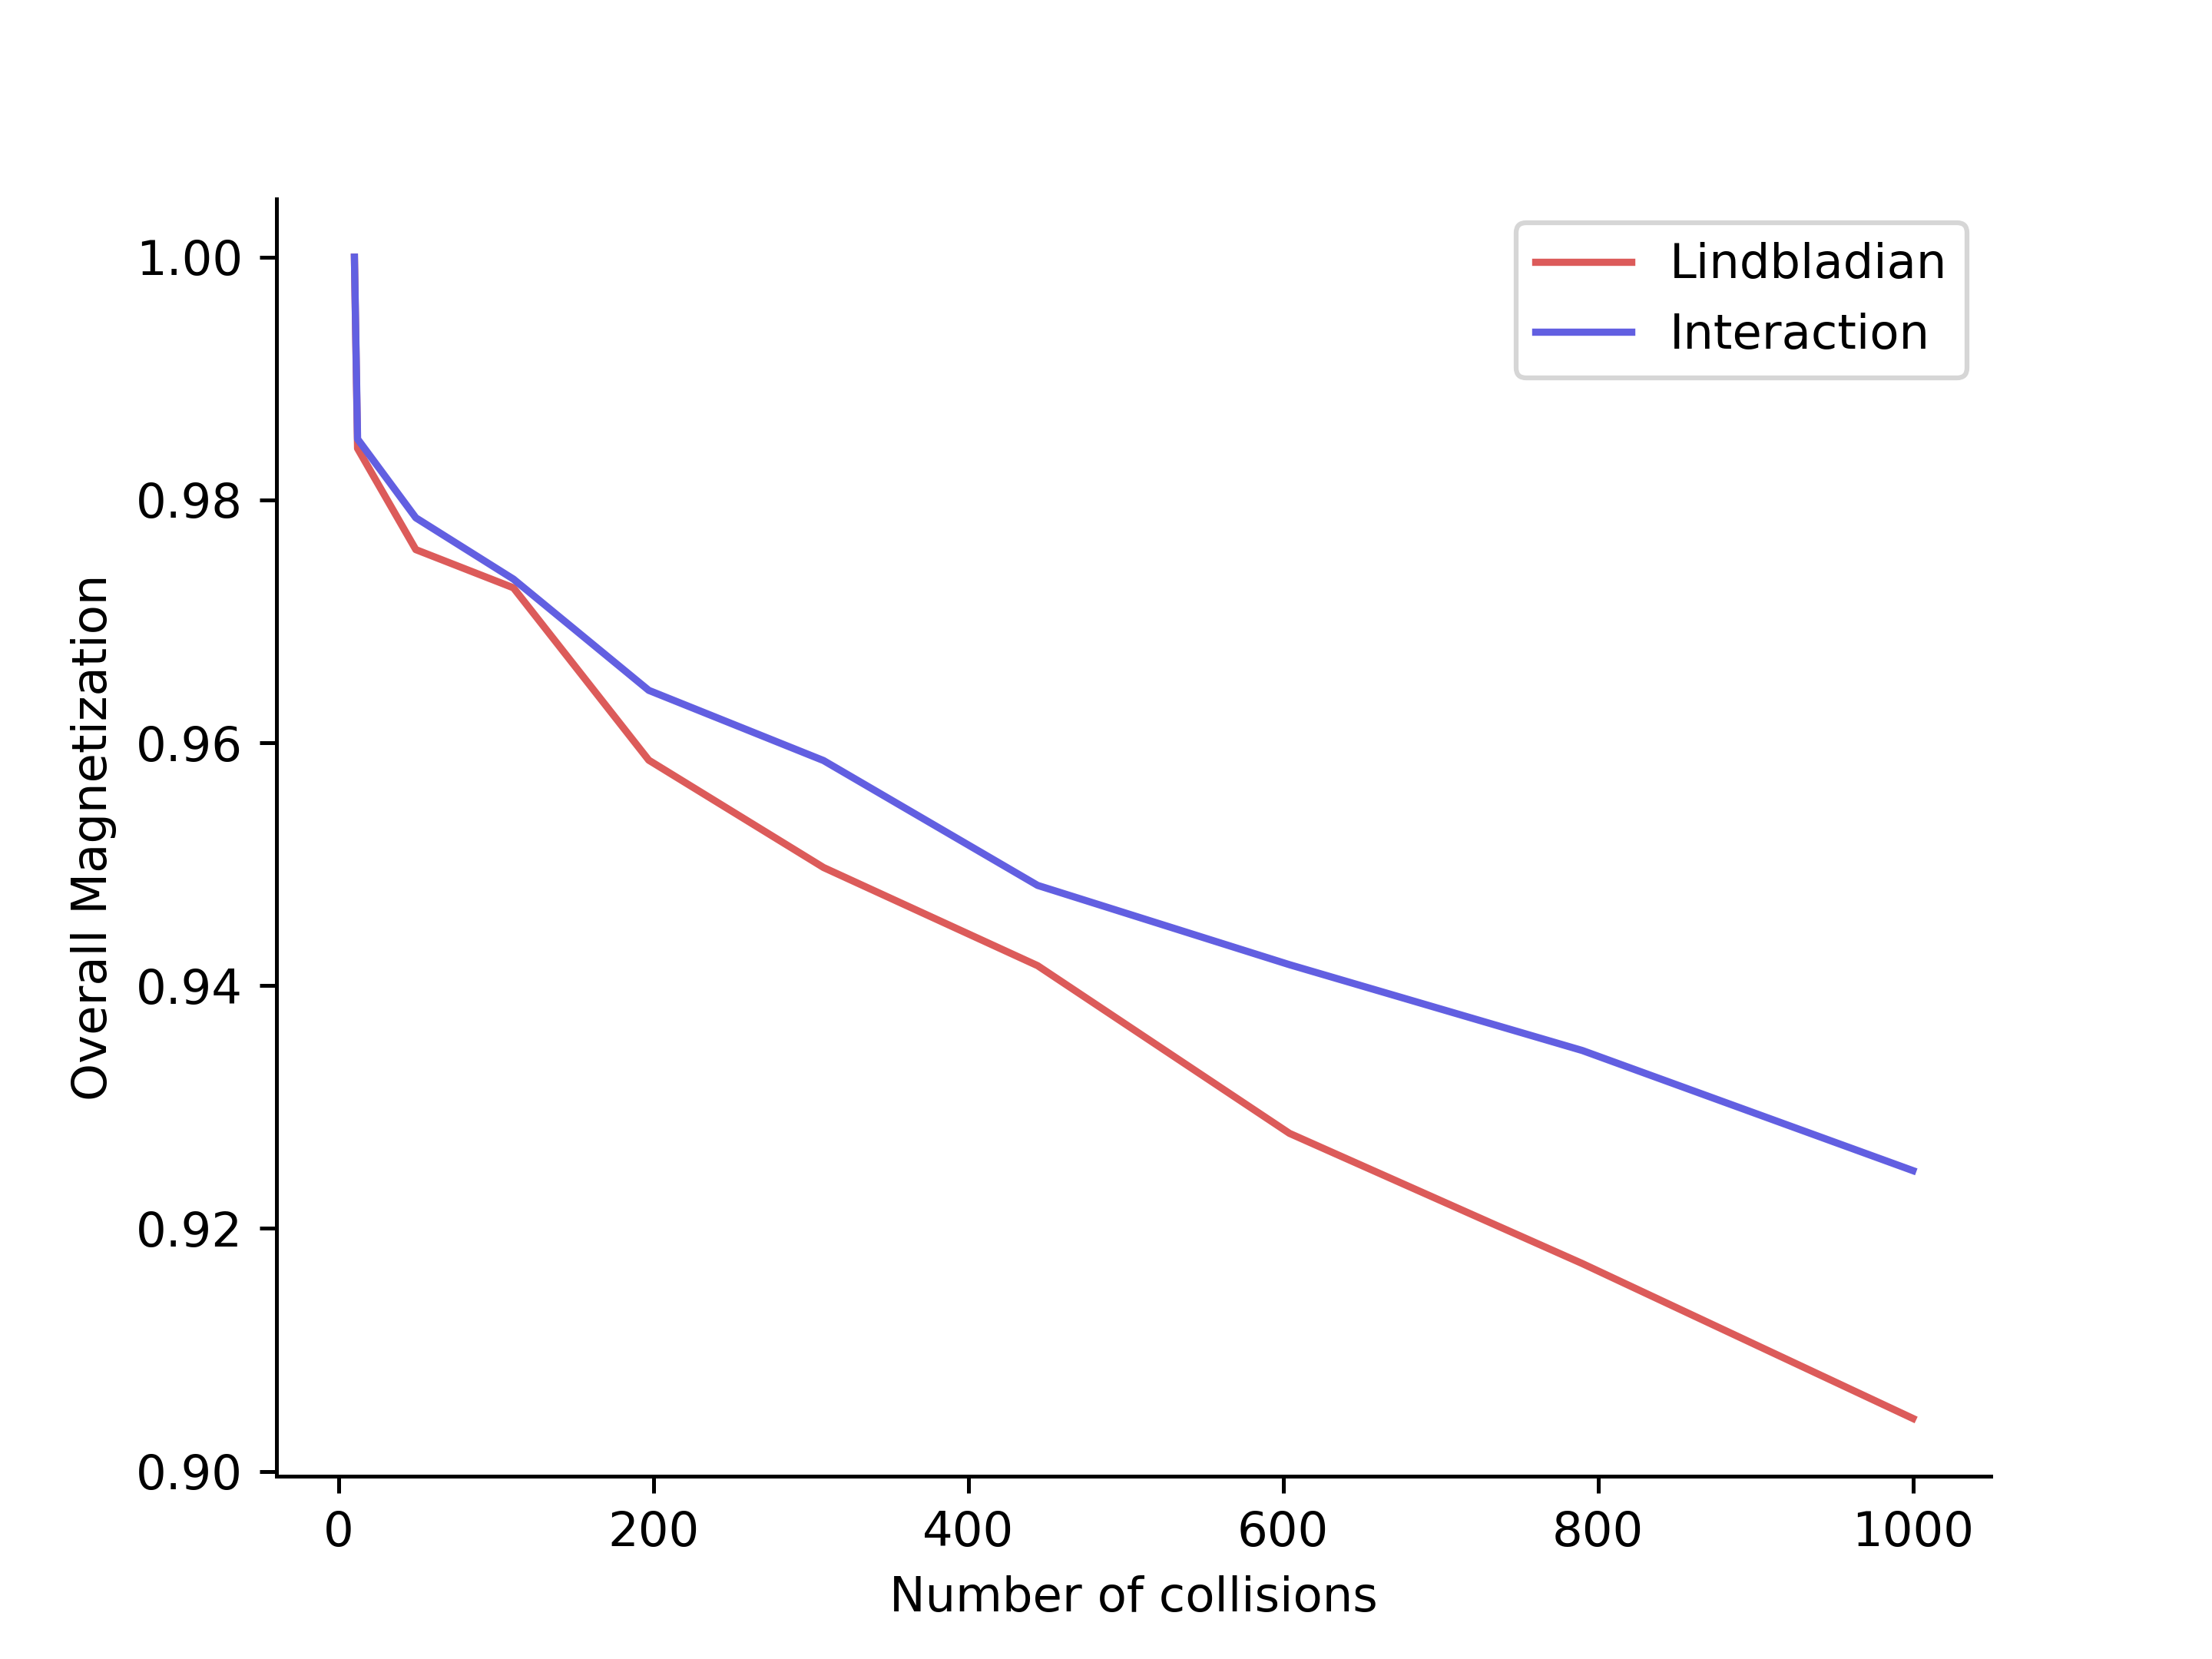 1.00
0.98
0.96
0.94
0.92
0.90
Overall Magnetization
Lindbladian
Interaction
0 200 400 600 800 1000
Number of collisions